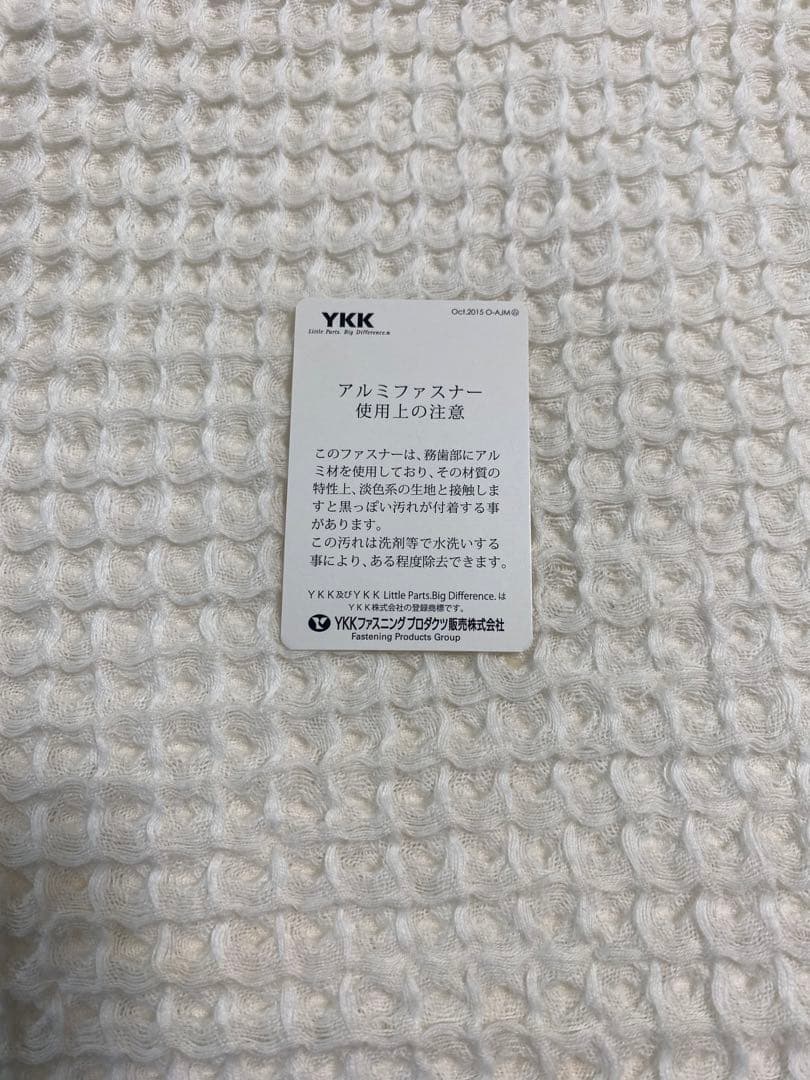 YKK
Little Parts. Big Difference.®
Oct.2015 O-AJM
アルミファスナー
使用上の注意
このファスナーは、務歯部にアル
ミ材を使用しており、その材質の
特性上、淡色系の生地と接触しま
すと黒っぽい汚れが付着する事
があります。
この汚れは洗剤等で水洗いする
事により、ある程度除去できます。
YKK及びYKK Little Parts.Big Difference.は
YKK株式会社の登録商標です。
YKKファスニングプロダクツ販売株式会社
Fastening Products Group